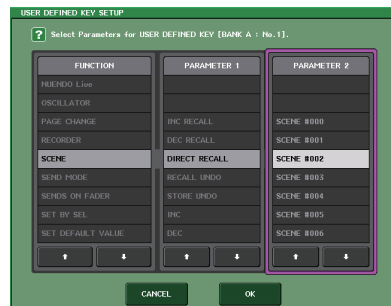 USER DEFINED KEY SETUP
? Select Parameters for USER DEFINED KEY [BANK A : No.1].
FUNCTION
NUENDO Live
OSCILLATOR
PAGE CHANGE
RECORDER
SCENE
SEND MODE
SENDS ON FADER
SET BY SEL
SET DEFAULT VALUE
PARAMETER 1
INC RECALL
DEC RECALL
DIRECT RECALL
RECALL UNDO
STORE UNDO
INC
DEC
PARAMETER 2
SCENE #000
SCENE #001
SCENE #002
SCENE #003
SCENE #004
SCENE #005
SCENE #006
CANCEL
OK